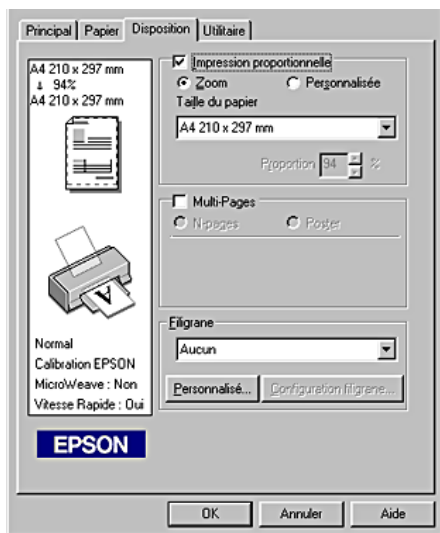 Principal Papier Disposition Utilitaire
A4 210 x 297 mm
↓ 94%
A4 210 x 297 mm
Normal
Calibration EPSON
MicroWeave : Non
Vitesse Rapide : Oui
EPSON
Impression proportionnelle
Zoom Personnalisée
Taille du papier
A4 210 x 297 mm
Proportion 94 %
Multi-Pages
N-pages Poster
Filigrane
Aucun
Personnalisé... Configuration filigrane...
OK Annuler Aide